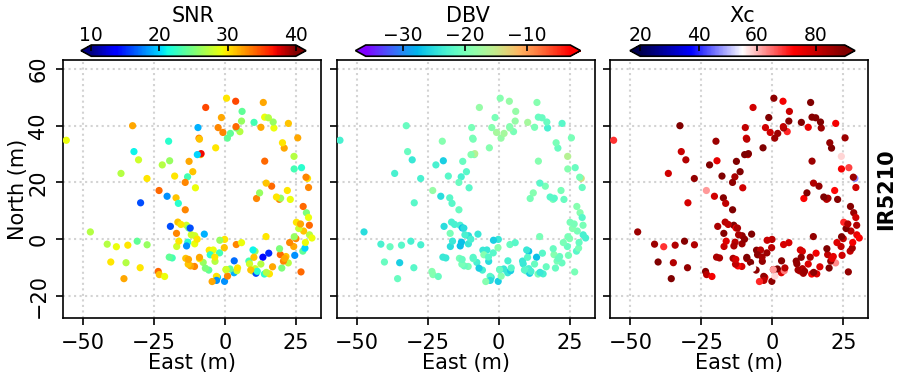 SNR DBV Xc
10 20 30 40 −30 −20 −10 20 40 60 80
60
40
20
0
−20
North (m)
IR5210
−50 −25 0 25 −50 −25 0 25 −50 −25 0 25
East (m) East (m) East (m)